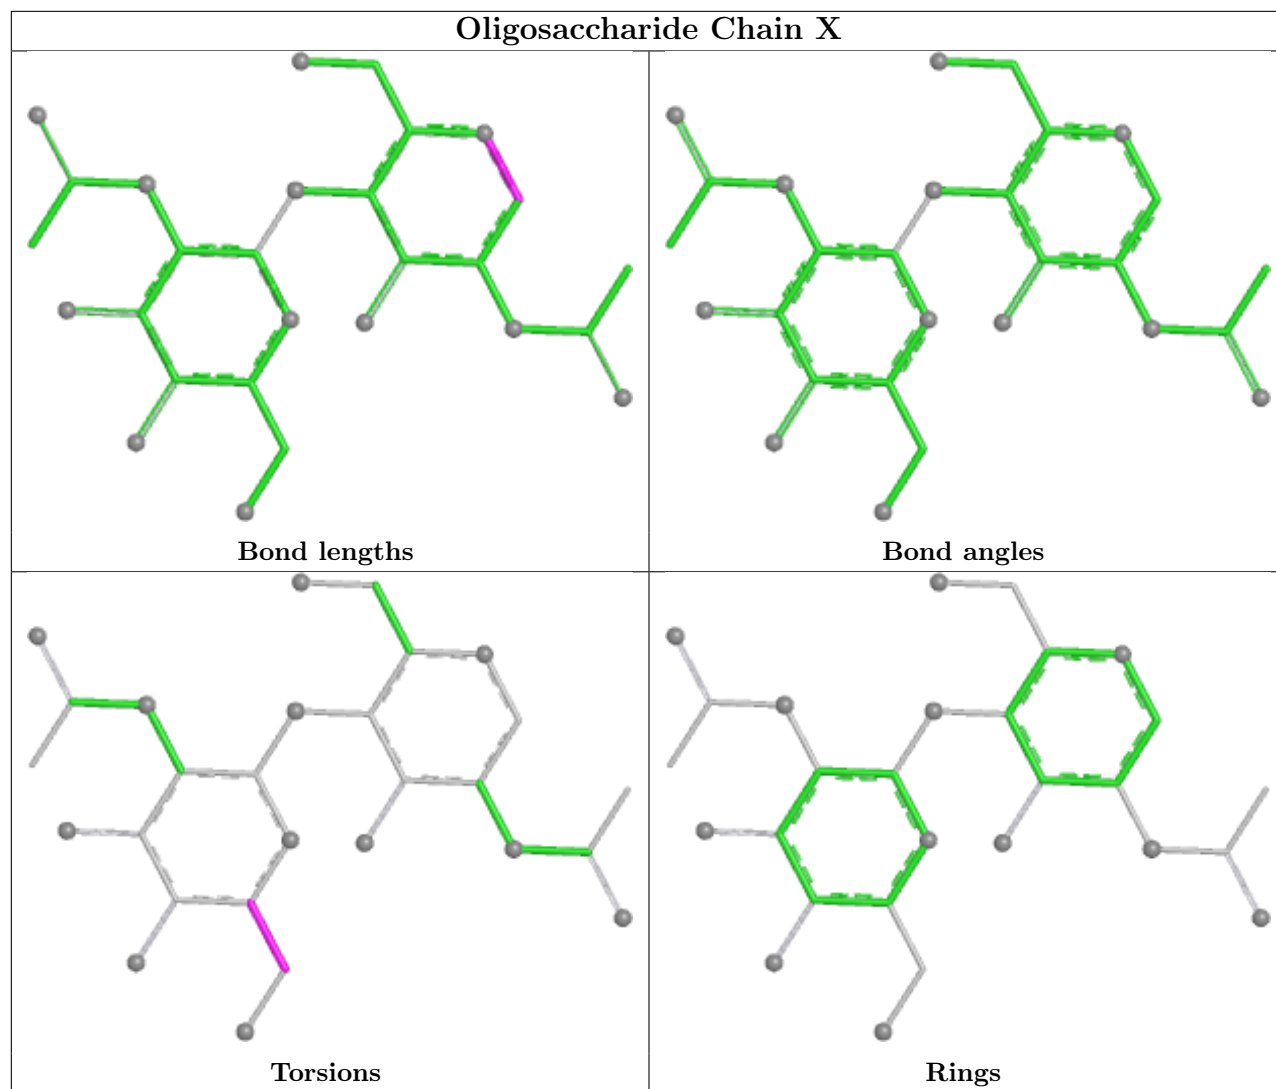 Oligosaccharide Chain X
Bond lengths
Bond angles
Torsions
Rings